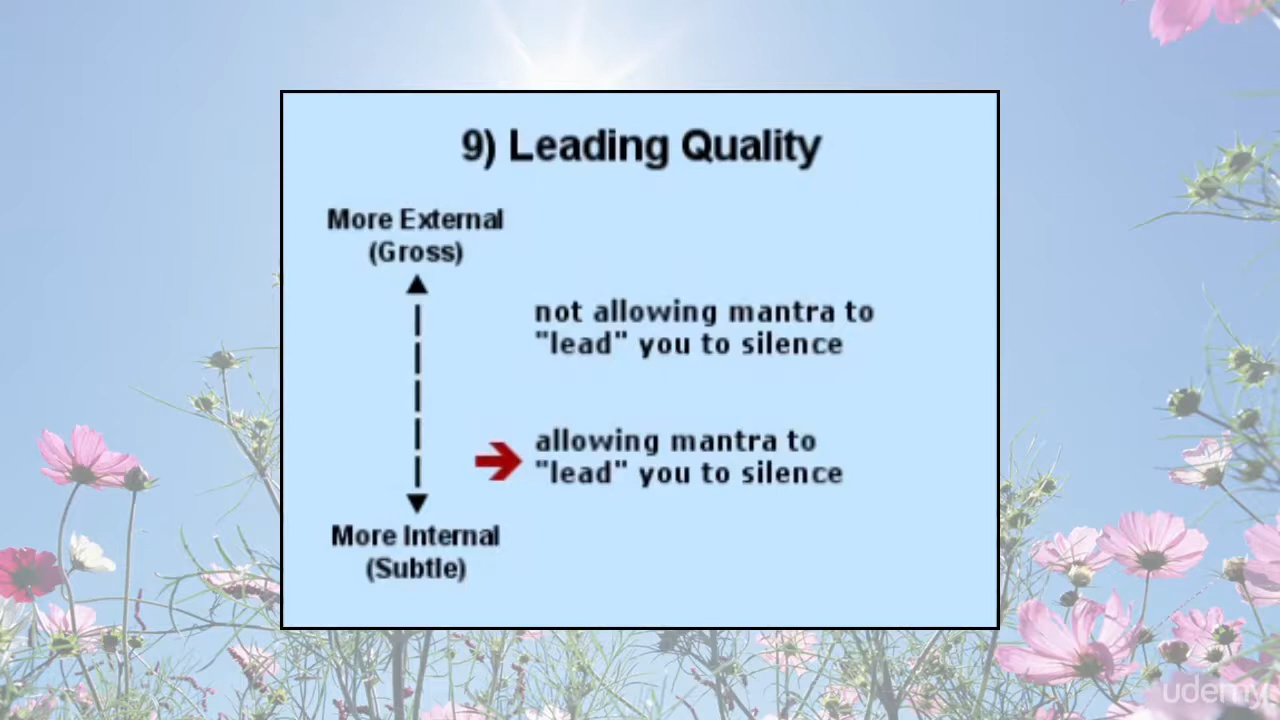 9) Leading Quality
More External
(Gross)
not allowing mantra to
"lead" you to silence
allowing mantra to
"lead" you to silence
More Internal
(Subtle)
udemy